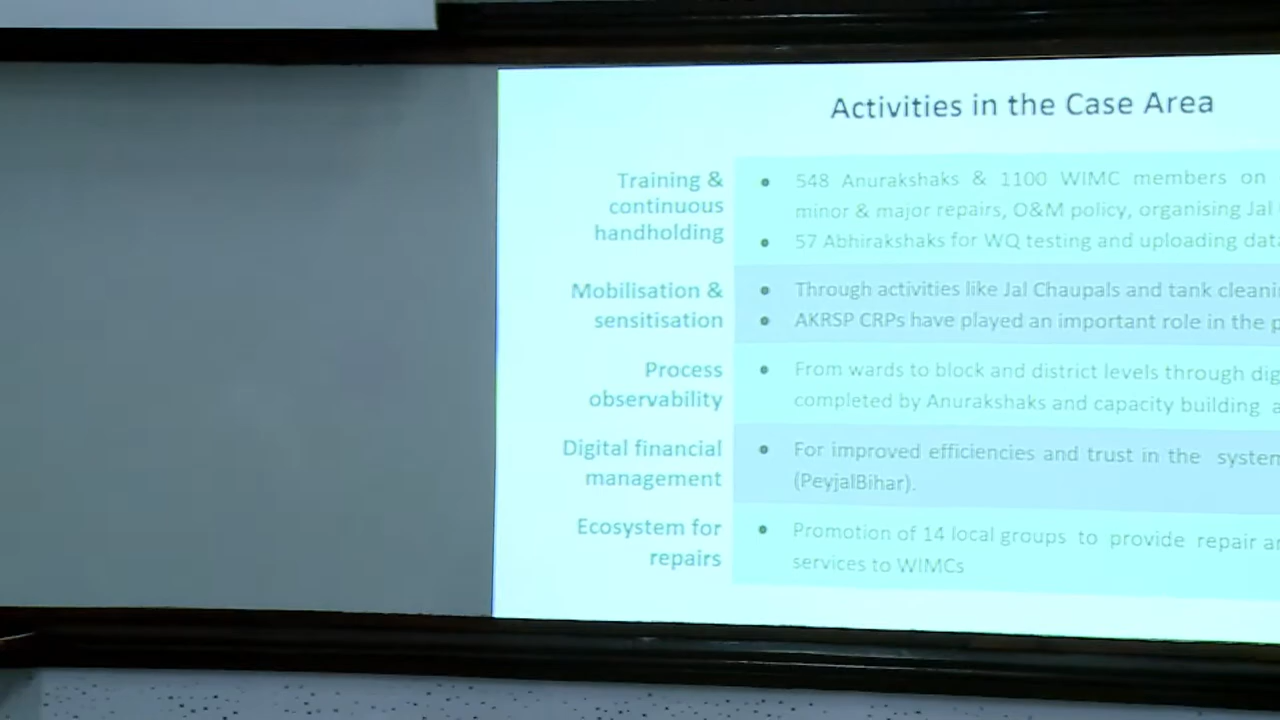 Activities in the Case Area
Training &
continuous
handholding
548 Anurakshaks & 1100 WIMC members on
minor & major repairs, O&M policy, organising Jal
57 Abhirakshaks for WQ testing and uploading
Mobilisation &
sensitisation
Through activities like Jal Chaupals and tank
AKRSP CRPs have played an important role in the
Process
observability
From wards to block and district levels through
completed by Anurakshaks and capacity building
Digital financial
management
For improved efficiencies and trust in the system
(PeyjalBihar).
Ecosystem for
repairs
Promotion of 14 local groups to provide repair
services to WIMCs